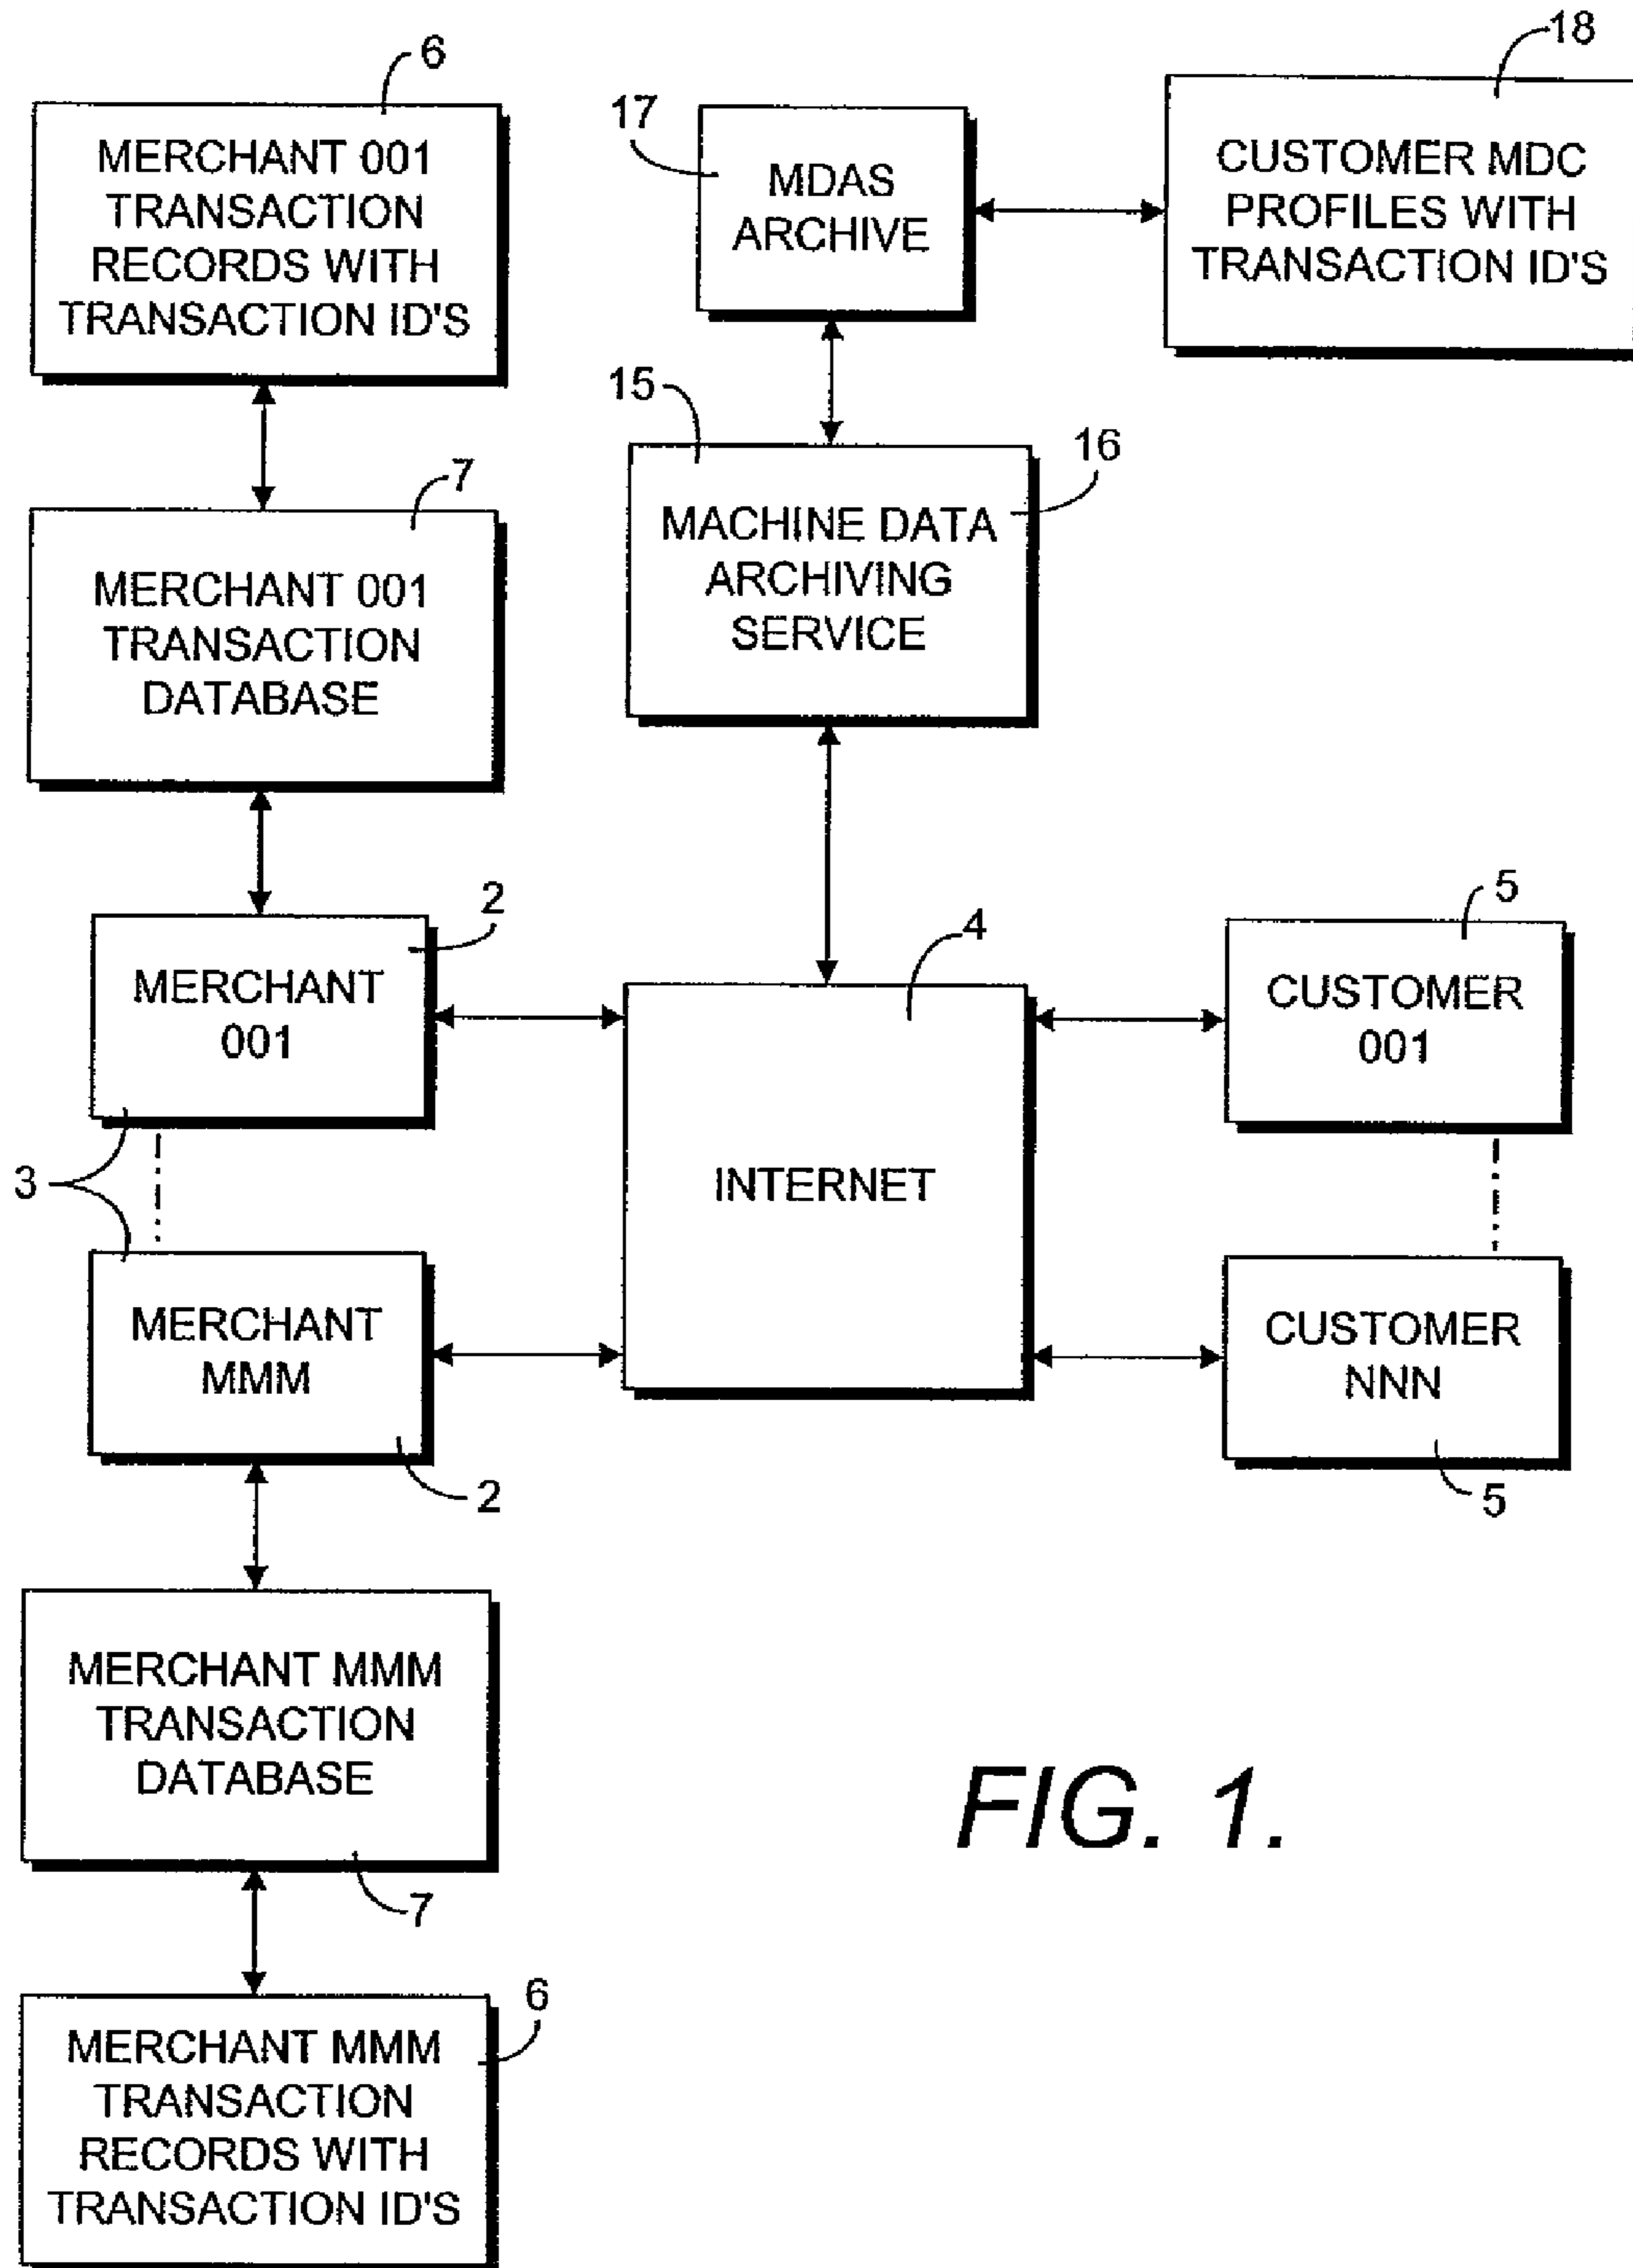 6
MERCHANT 001
TRANSACTION
RECORDS WITH
TRANSACTION ID'S
17
MDAS
ARCHIVE
18
CUSTOMER MDC
PROFILES WITH
TRANSACTION ID'S
7
MERCHANT 001
TRANSACTION
DATABASE
15
16
MACHINE DATA
ARCHIVING
SERVICE
2
MERCHANT
001
4
INTERNET
5
CUSTOMER
001
3
MERCHANT
MMM
2
CUSTOMER
NNN
5
MERCHANT MMM
TRANSACTION
DATABASE
7
6
MERCHANT MMM
TRANSACTION
RECORDS WITH
TRANSACTION ID'S
FIG. 1.